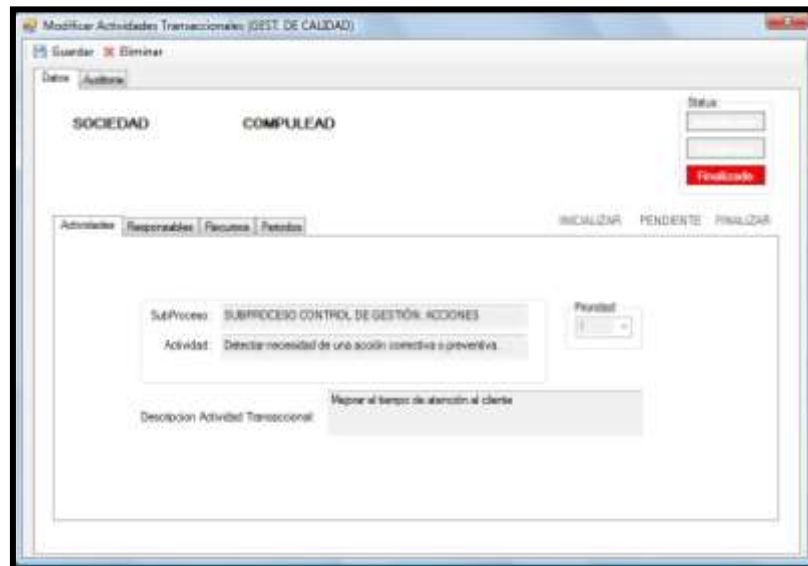 Modificar Actividades Transaccionales (GEST. DE CALIDAD)
Guardar Eliminar
Datos Auditoria
Status
SOCIEDAD COMPULEAD
Finalizado
Actividades Responsables Recursos Periodos
INICIALIZAR PENDIENTE FINALIZAR
SubProceso: SUBPROCESO CONTROL DE GESTIÓN: ACCIONES
Prioridad
1
Actividad: Detectar necesidad de una acción correctiva o preventiva
Descripcion Actividad Transaccional:
Mejorar el tiempo de atención al cliente